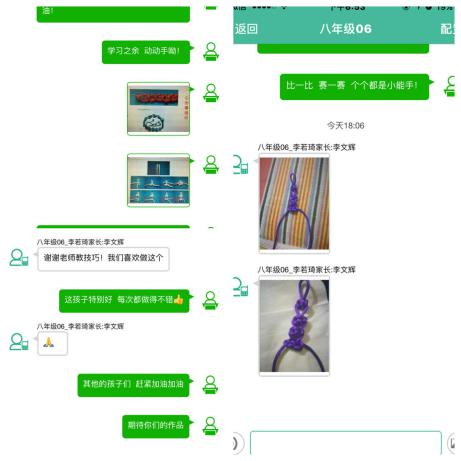 油！
学习之余 动动手呦！
八年级06_李若琦家长:李文辉
谢谢老师教技巧！我们喜欢做这个
这孩子特别好 每次都做得不错👍
八年级06_李若琦家长:李文辉
🙏
其他的孩子们 赶紧加油加油
期待你们的作品
下午6:53
返回
八年级06
比一比 赛一赛 个个都是小能手！
今天18:06
八年级06_李若琦家长:李文辉
八年级06_李若琦家长:李文辉